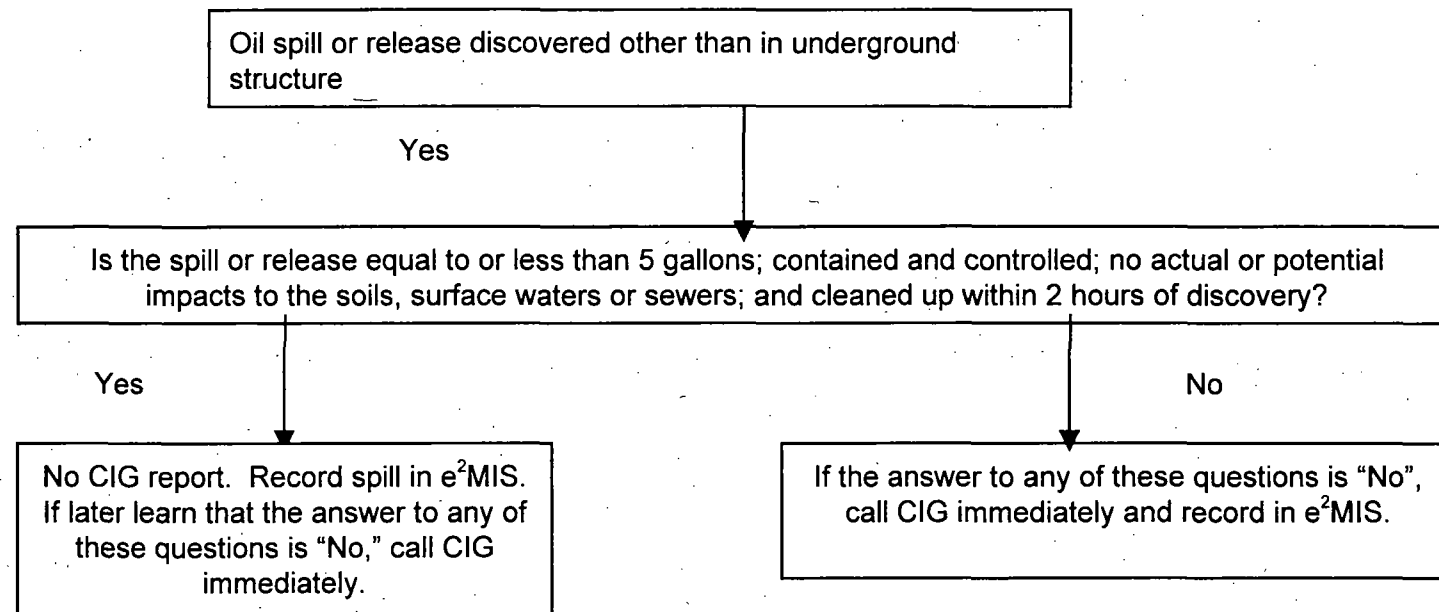 Oil spill or release discovered other than in underground
structure
Yes
Is the spill or release equal to or less than 5 gallons; contained and controlled; no actual or potential
impacts to the soils, surface waters or sewers; and cleaned up within 2 hours of discovery?
Yes
No
No CIG report. Record spill in e²MIS.
If later learn that the answer to any of
these questions is “No,” call CIG
immediately.
If the answer to any of these questions is “No”,
call CIG immediately and record in e²MIS.